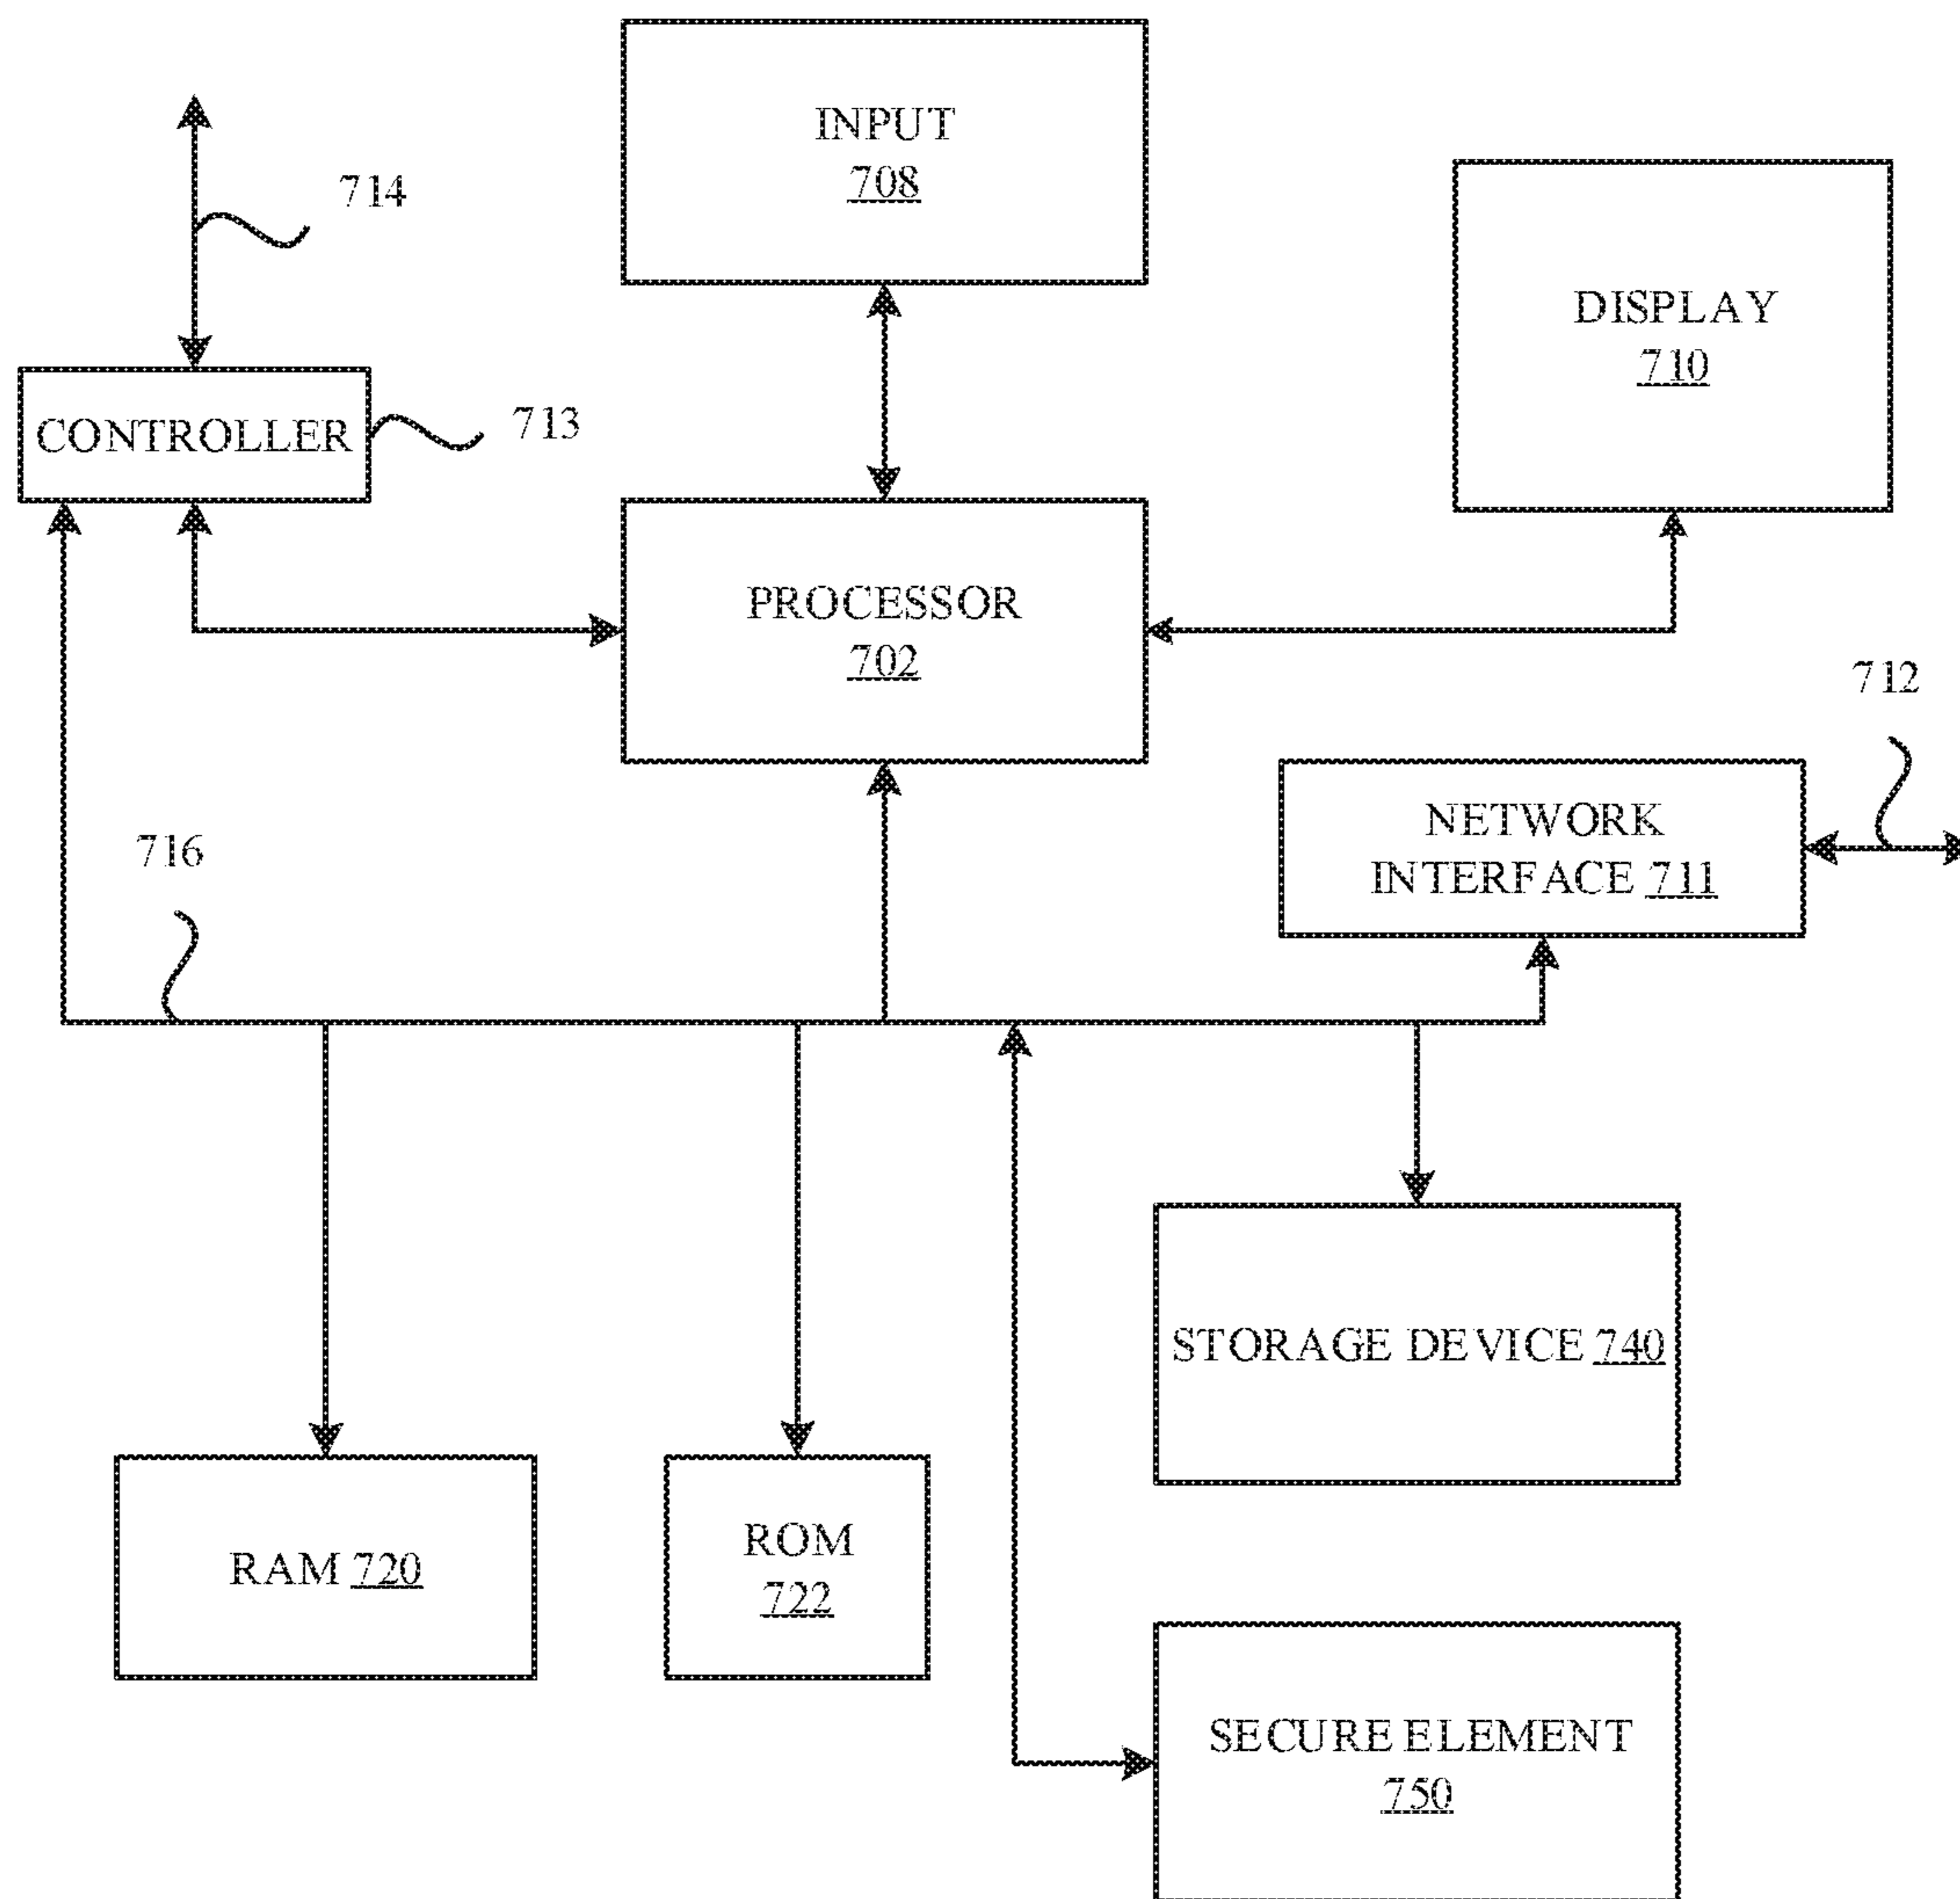 INPUT
708
714
DISPLAY
710
CONTROLLER
713
PROCESSOR
702
712
NETWORK
INTERFACE 711
716
STORAGE DEVICE 740
RAM 720
ROM
722
SECURE ELEMENT
750